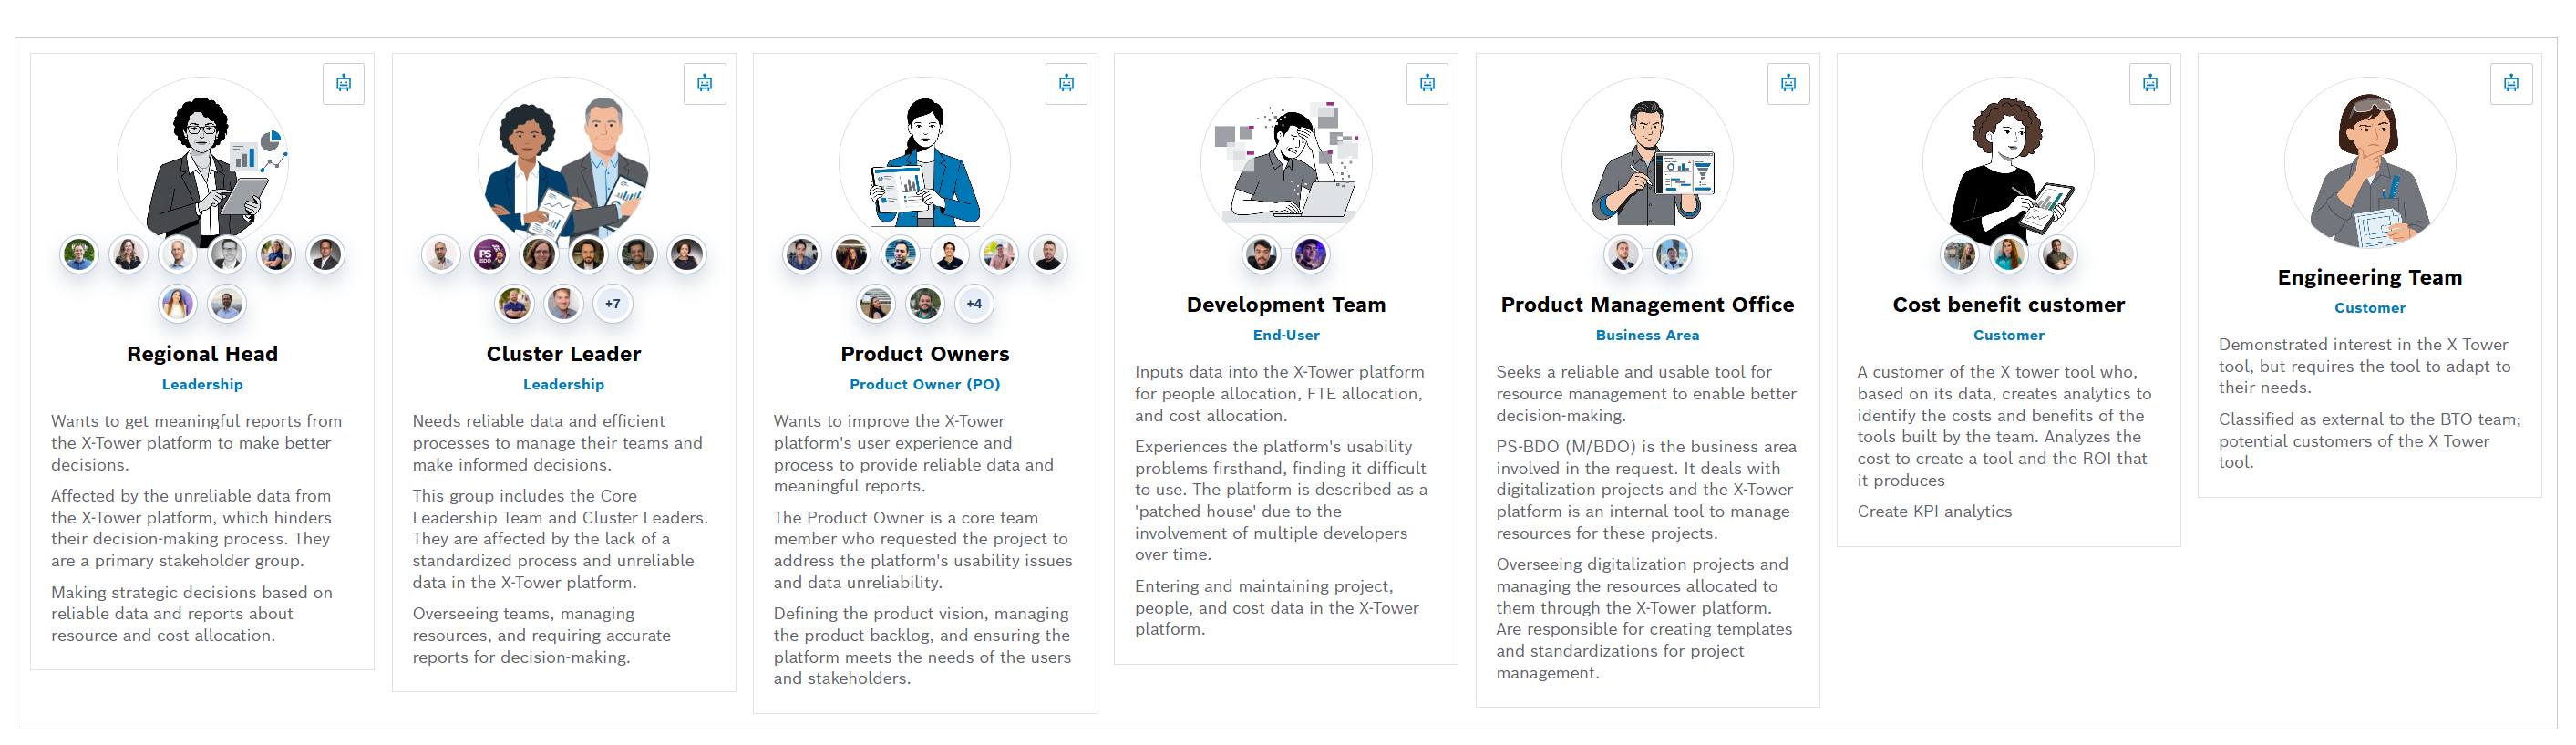 PS
BDO
+7
+4
Regional Head
Leadership
Wants to get meaningful reports from
the X-Tower platform to make better
decisions.
Affected by the unreliable data from
the X-Tower platform, which hinders
their decision-making process. They
are a primary stakeholder group.
Making strategic decisions based on
reliable data and reports about
resource and cost allocation.
Cluster Leader
Leadership
Needs reliable data and efficient
processes to manage their teams and
make informed decisions.
This group includes the Core
Leadership Team and Cluster Leaders.
They are affected by the lack of a
standardized process and unreliable
data in the X-Tower platform.
Overseeing teams, managing
resources, and requiring accurate
reports for decision-making.
Product Owners
Product Owner (PO)
Wants to improve the X-Tower
platform's user experience and
process to provide reliable data and
meaningful reports.
The Product Owner is a core team
member who requested the project to
address the platform's usability issues
and data unreliability.
Defining the product vision, managing
the product backlog, and ensuring the
platform meets the needs of the users
and stakeholders.
Development Team
End-User
Inputs data into the X-Tower platform
for people allocation, FTE allocation,
and cost allocation.
Experiences the platform's usability
problems firsthand, finding it difficult
to use. The platform is described as a
'patched house' due to the
involvement of multiple developers
over time.
Entering and maintaining project,
people, and cost data in the X-Tower
platform.
Product Management Office
Business Area
Seeks a reliable and usable tool for
resource management to enable better
decision-making.
PS-BDO (M/BDO) is the business area
involved in the request. It deals with
digitalization projects and the X-Tower
platform is an internal tool to manage
resources for these projects.
Overseeing digitalization projects and
managing the resources allocated to
them through the X-Tower platform.
Are responsible for creating templates
and standardizations for project
management.
Cost benefit customer
Customer
A customer of the X tower tool who,
based on its data, creates analytics to
identify the costs and benefits of the
tools built by the team. Analyzes the
cost to create a tool and the ROI that
it produces
Create KPI analytics
Engineering Team
Customer
Demonstrated interest in the X Tower
tool, but requires the tool to adapt to
their needs.
Classified as external to the BTO team;
potential customers of the X Tower
tool.